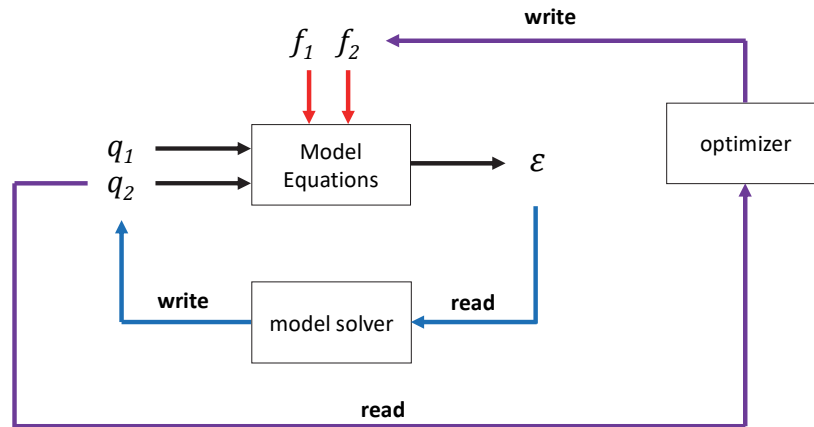 write
f1 f2
optimizer
q1
Model
Equations
ε
q2
write
read
model solver
read